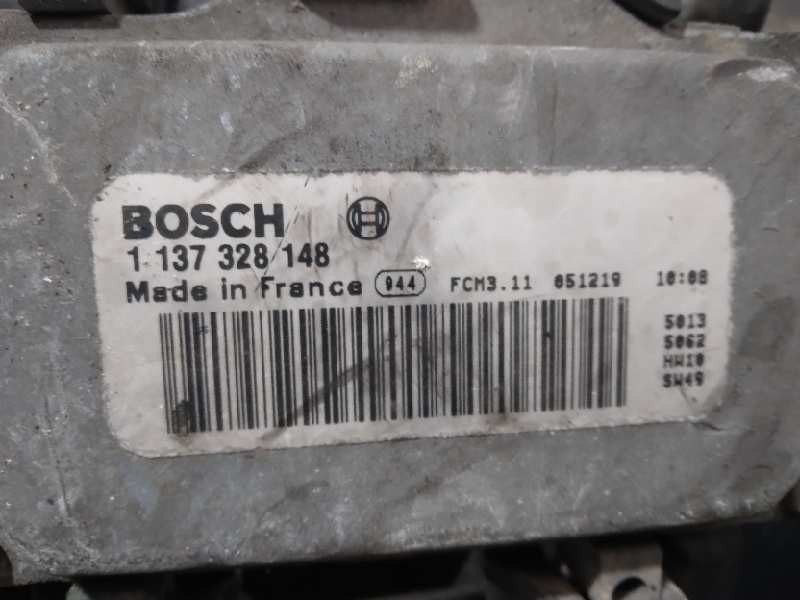 BOSCH
1 137 328 148
Made in France 944 FCM3.11 051219 10:08
5013
5062
HW10
SW49